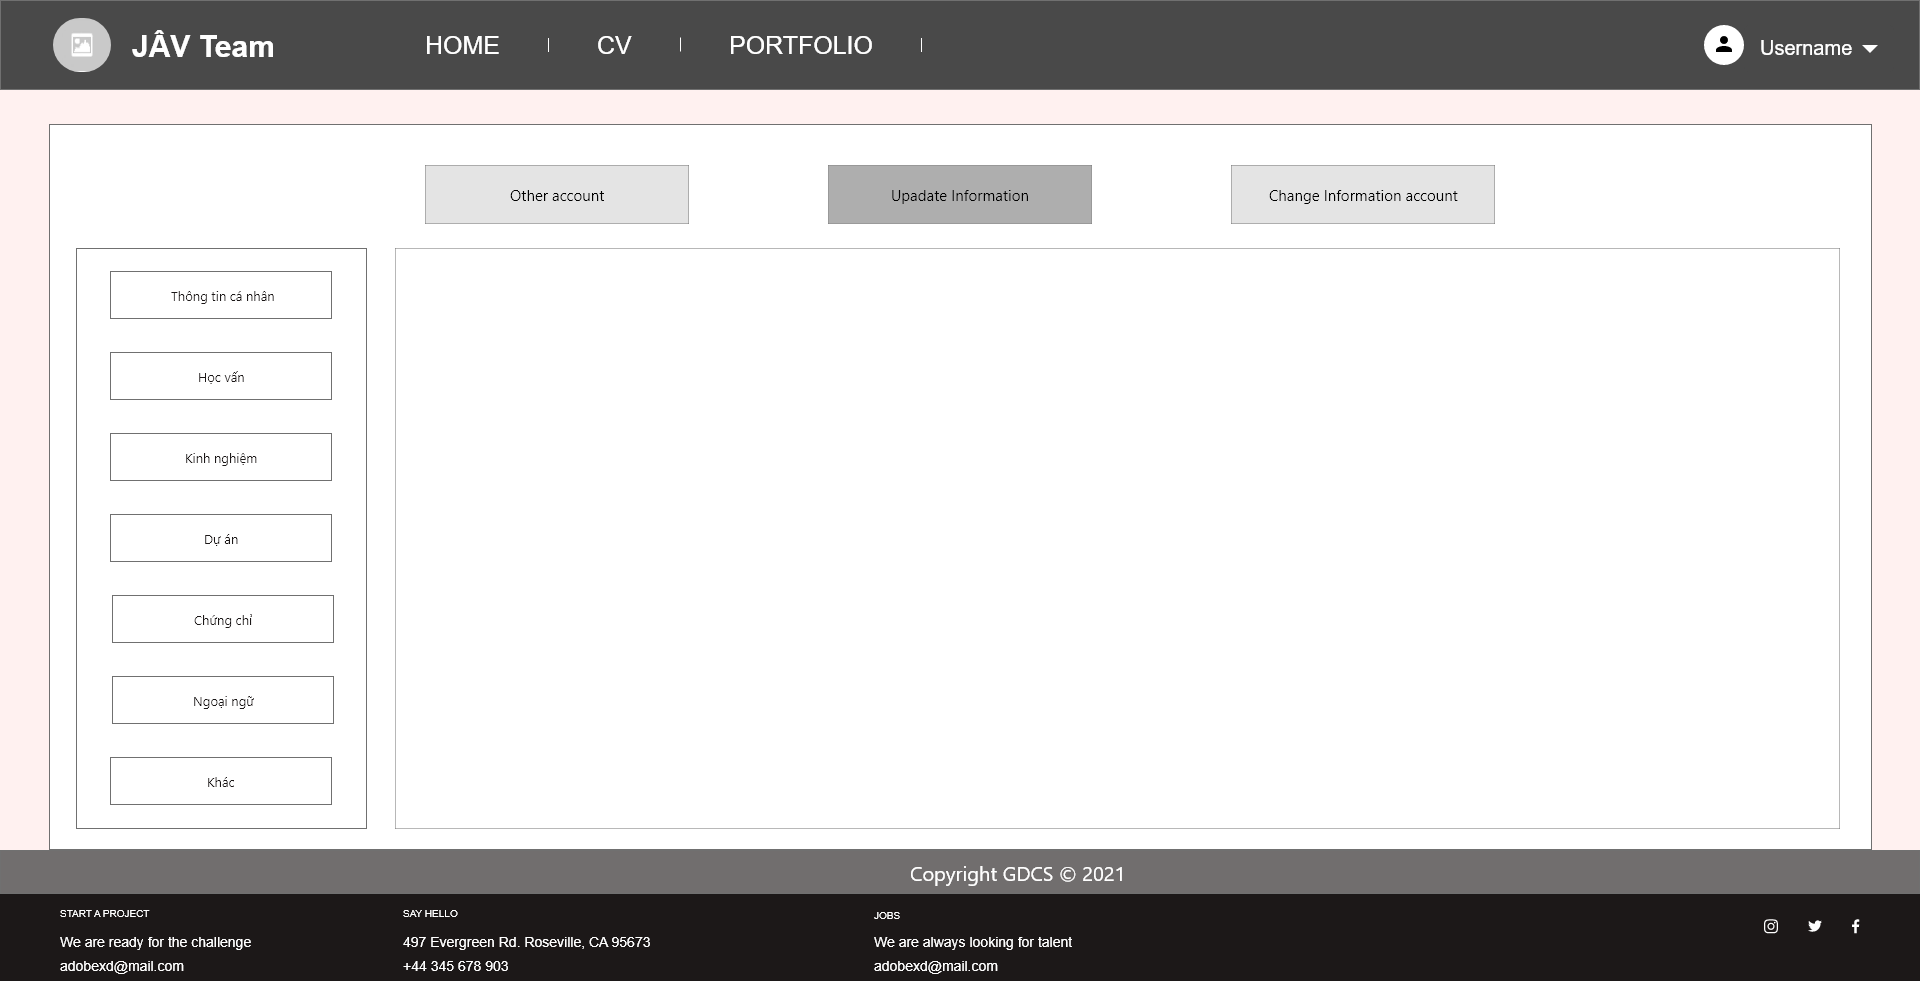 JÂV Team
HOME
CV
PORTFOLIO
Username
Other account
Upadate Information
Change Information account
Thông tin cá nhân
Học vấn
Kinh nghiệm
Dự án
Chứng chỉ
Ngoại ngữ
Khác
Copyright GDCS © 2021
START A PROJECT
We are ready for the challenge
adobexd@mail.com
SAY HELLO
497 Evergreen Rd. Roseville, CA 95673
+44 345 678 903
JOBS
We are always looking for talent
adobexd@mail.com